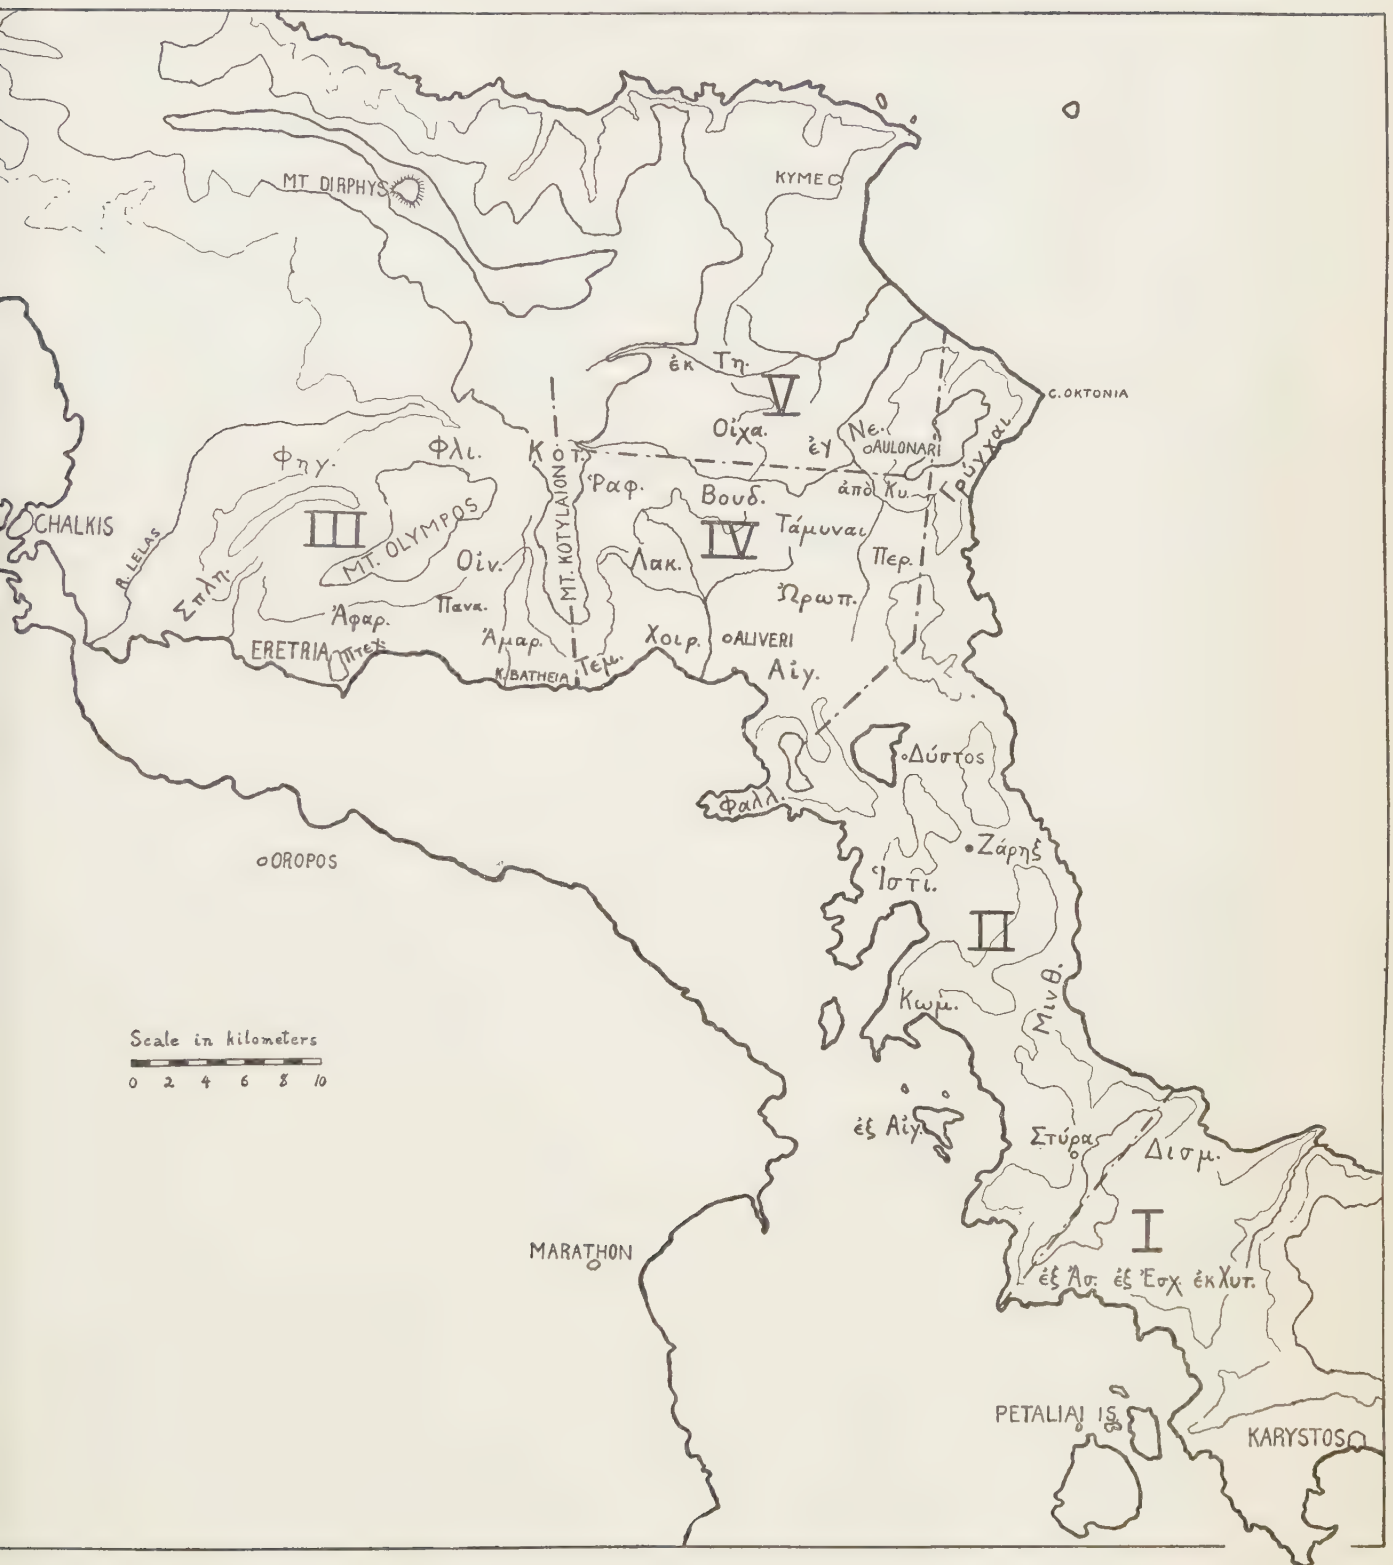 MT DIRPHYS
KYME
ἐκ Τη.
V
C. OKTONIA
Οἰχα.
Νε.
ἐγ
AULONARI
Γρύγχαι
Φηγ.
Φλι.
Κοτ.
Ῥαφ.
Βουδ.
ἀπὸ Κυ.
CHALKIS
III
MT. OLYMPOS
MT. KOTYLAION
IV
Τάμυναι
R. LELAS
Οἰν.
Λακ.
Περ.
Σπλη.
Ἀφαρ.
Πανα.
Ὠρωπ.
ERETRIA
πτεχ
Ἀμαρ.
Χοιρ.
ALIVERI
K. BATHEIA
Τεμ.
Αἰγ.
Δύστος
Φαλλ.
Ζάρηξ
OROPOS
Ἱστι.
II
Κωμ.
Μινθ.
Scale in kilometers
0 2 4 6 8 10
ἐξ Αἰγ.
Στύρα
Δισμ.
I
MARATHON
ἐξ Ἀσ. ἐξ Ἐσχ. ἐκ Χυτ.
PETALIAI IS.
KARYSTOS